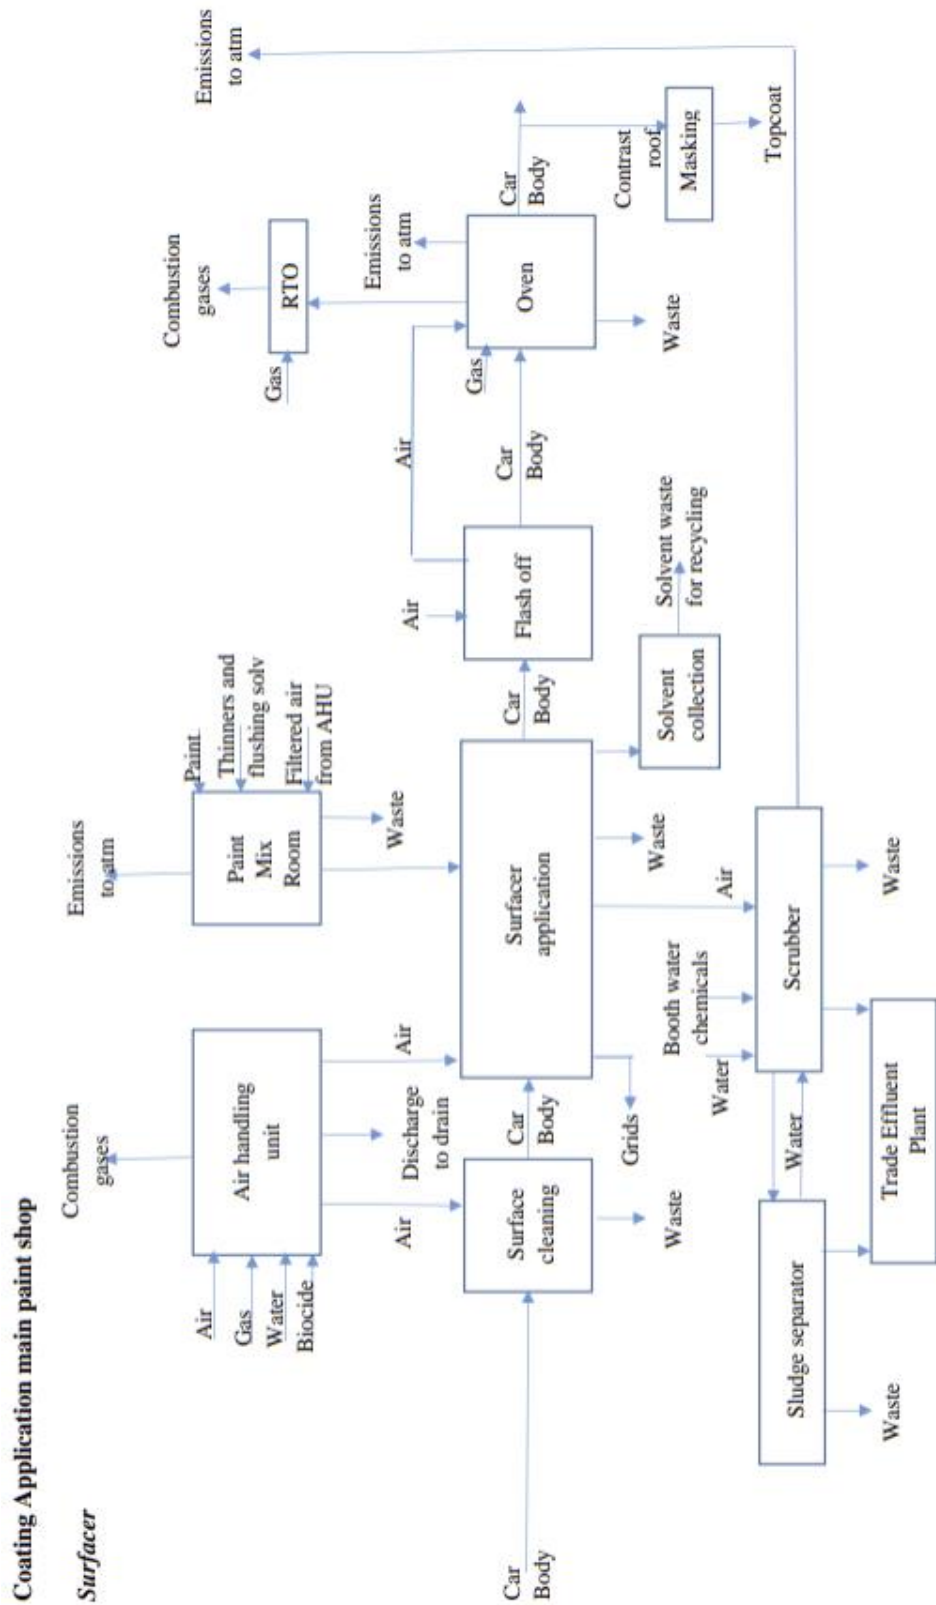 Coating Application main paint shop
Surfacer
Combustion
gases
Emissions
to atm
Combustion
gases
Emissions
to atm
Air
Gas
Water
Biocide
Air handling
unit
Paint
Mix
Room
Paint
Thinners and
flushing solv
Filtered air
from AHU
Gas
RTO
Air
Discharge
to drain
Air
Waste
Air
Air
Emissions
to atm
Car
Body
Surface
cleaning
Car
Body
Surfacer
application
Car
Body
Flash off
Car
Body
Gas
Oven
Car
Body
Waste
Grids
Waste
Solvent
collection
Solvent waste
for recycling
Waste
Contrast
roof
Masking
Topcoat
Water
Booth water
chemicals
Air
Sludge separator
Water
Scrubber
Waste
Trade Effluent
Plant
Waste